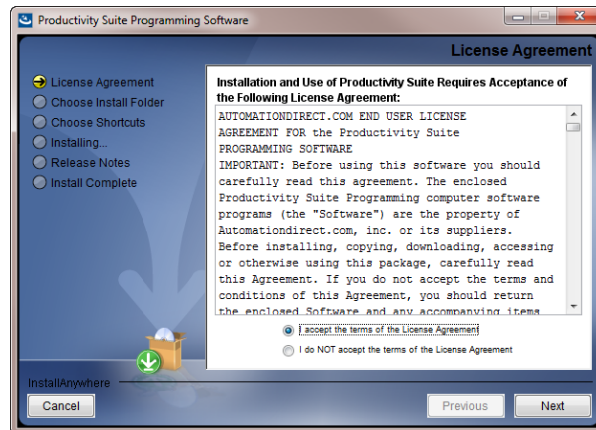 Productivity Suite Programming Software
License Agreement
License Agreement
Choose Install Folder
Choose Shortcuts
Installing...
Release Notes
Install Complete
Installation and Use of Productivity Suite Requires Acceptance of
the Following License Agreement:
AUTOMATIONDIRECT.COM END USER LICENSE
AGREEMENT FOR the Productivity Suite
PROGRAMMING SOFTWARE
IMPORTANT: Before using this software you should
carefully read this agreement. The enclosed
Productivity Suite Programming computer software
programs (the "Software") are the property of
Automationdirect.com, inc. or its suppliers.
Before installing, copying, downloading, accessing
or otherwise using this package, carefully read
this Agreement. If you do not accept the terms and
conditions of this Agreement, you should return
the enclosed Software and any accompanying items
I accept the terms of the License Agreement
I do NOT accept the terms of the License Agreement
InstallAnywhere
Cancel
Previous
Next